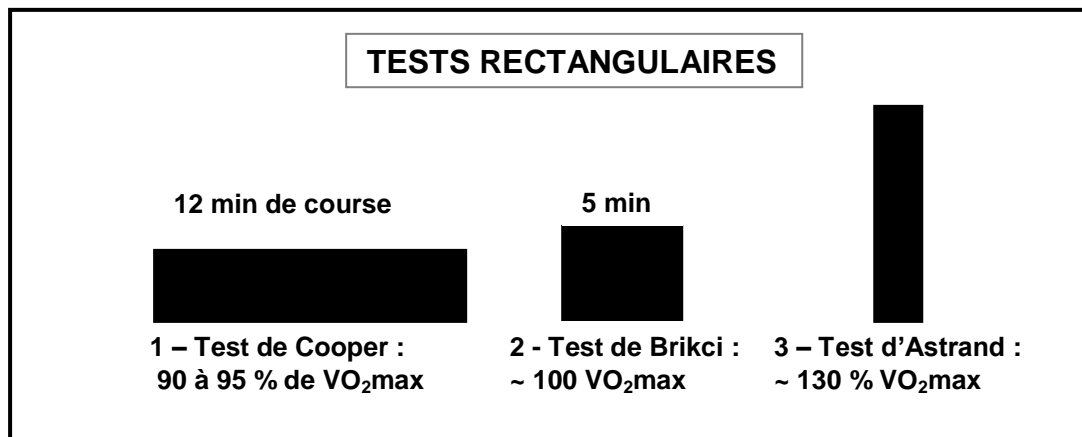 TESTS RECTANGULAIRES
12 min de course
5 min
1 – Test de Cooper :
90 à 95 % de VO₂max
2 - Test de Brikci :
~ 100 VO₂max
3 – Test d’Astrand :
~ 130 % VO₂max